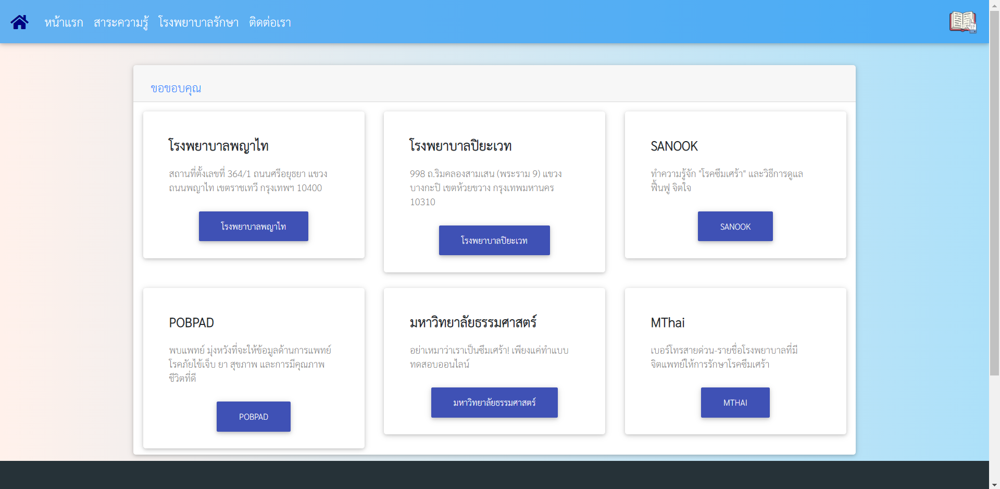 หน้าแรก สาระความรู้ โรงพยาบาลรักษา ติดต่อเรา
ขอขอบคุณ
โรงพยาบาลพญาไท
สถานที่ตั้งเลขที่ 364/1 ถนนศรีอยุธยา แขวง
ถนนพญาไท เขตราชเทวี กรุงเทพฯ 10400
โรงพยาบาลพญาไท
โรงพยาบาลปิยะเวท
998 ถ.ริมคลองสามเสน (พระราม 9) แขวง
บางกะปิ เขตห้วยขวาง กรุงเทพมหานคร
10310
โรงพยาบาลปิยะเวท
SANOOK
ทำความรู้จัก "โรคซึมเศร้า" และวิธีการดูแล
ฟื้นฟู จิตใจ
SANOOK
POBPAD
พบแพทย์ มุ่งหวังที่จะให้ข้อมูลด้านการแพทย์
โรคภัยไข้เจ็บ ยา สุขภาพ และการมีคุณภาพ
ชีวิตที่ดี
POBPAD
มหาวิทยาลัยธรรมศาสตร์
อย่าเหมาว่าเราเป็นซึมเศร้า! เพียงแค่ทำแบบ
ทดสอบออนไลน์
มหาวิทยาลัยธรรมศาสตร์
MThai
เบอร์โทรสายด่วน-รายชื่อโรงพยาบาลที่มี
จิตแพทย์ให้การรักษาโรคซึมเศร้า
MTHAI